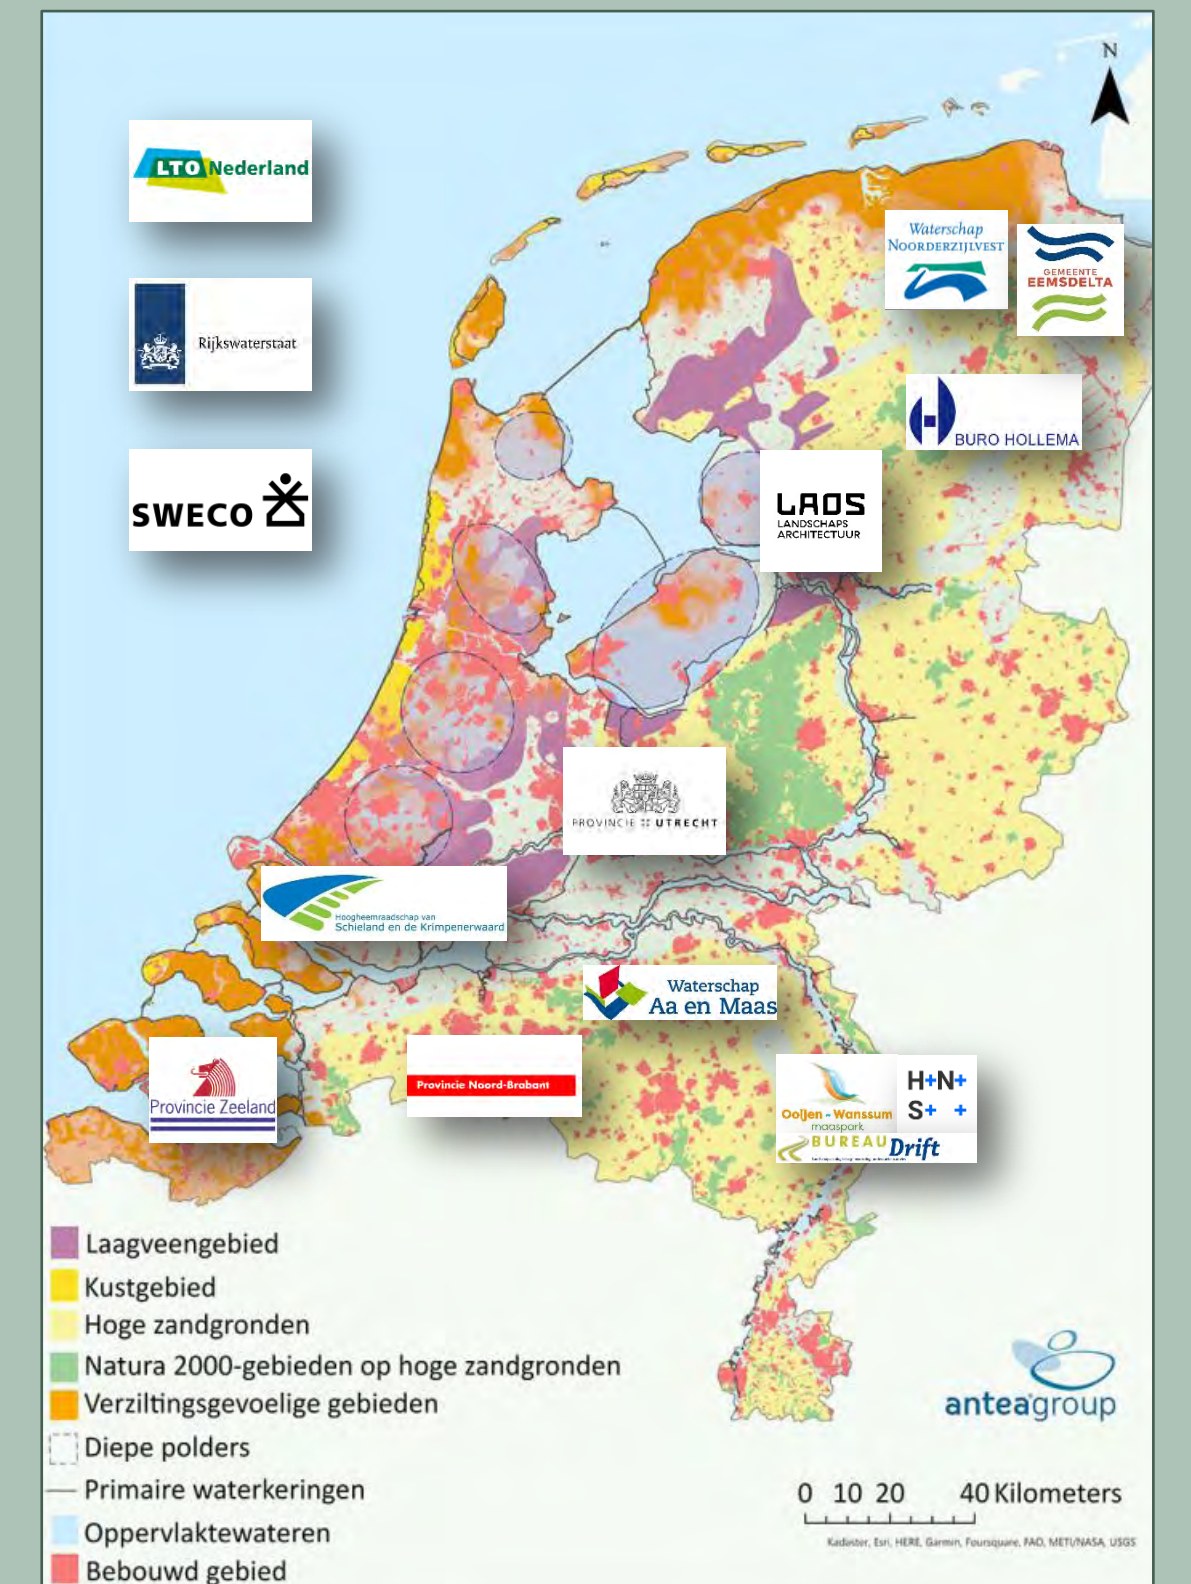 N
LTO Nederland
Waterschap
NOORDERZIJLVEST
GEMEENTE
EEMSDELTA
Rijkswaterstaat
BURO HOLLEMA
SWECO
LAOS
LANDSCHAPS
ARCHITECTUUR
PROVINCIE UTRECHT
Hoogheemraadschap van
Schieland en de Krimpenerwaard
Waterschap
Aa en Maas
Provincie Zeeland
Provincie Noord-Brabant
Ooijen - Wanssum
maaspark
H+N+
S+ +
BUREAU Drift
Laagveengebied
Kustgebied
Hoge zandgronden
Natura 2000-gebieden op hoge zandgronden
Verziltingsgevoelige gebieden
Diepe polders
Primaire waterkeringen
Oppervlaktewateren
Bebouwd gebied
anteagroup
0 10 20 40 Kilometers
Kadaster, Esri, HERE, Garmin, Foursquare, FAO, METI/NASA, USGS